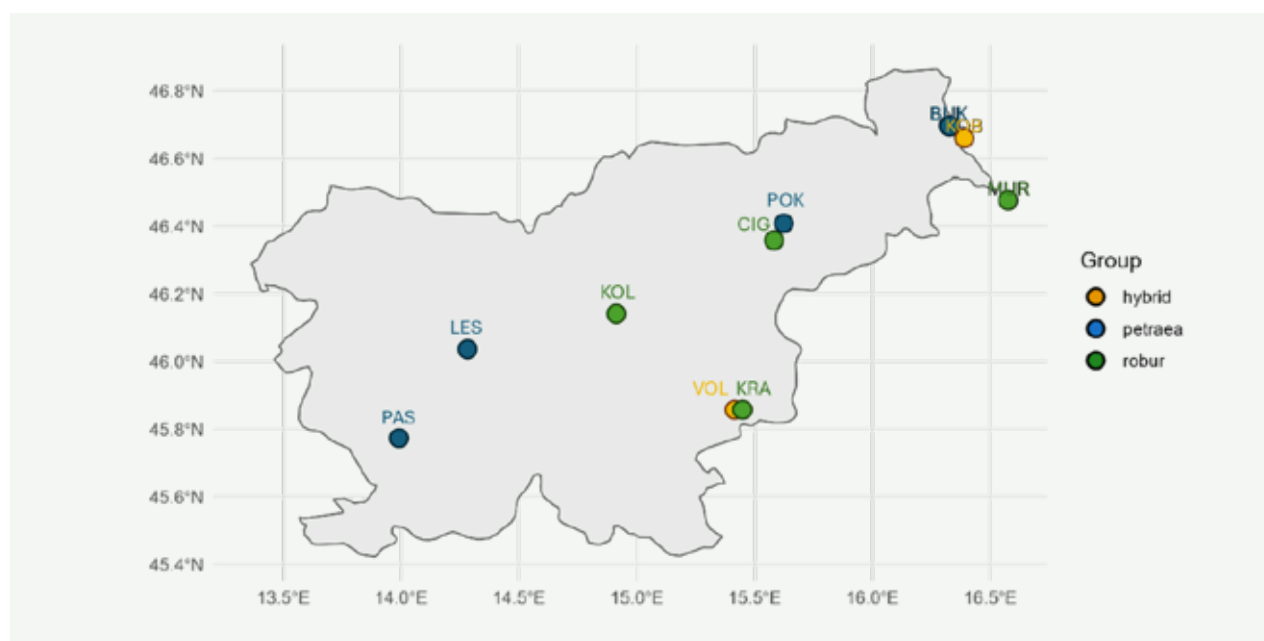 46.8°N
BUK
KOB
46.6°N
MUR
POK
46.4°N
CIG
Group
KOL
46.2°N
hybrid
LES
petraea
46.0°N
robur
VOL KRA
PAS
45.8°N
45.6°N
45.4°N
13.5°E 14.0°E 14.5°E 15.0°E 15.5°E 16.0°E 16.5°E